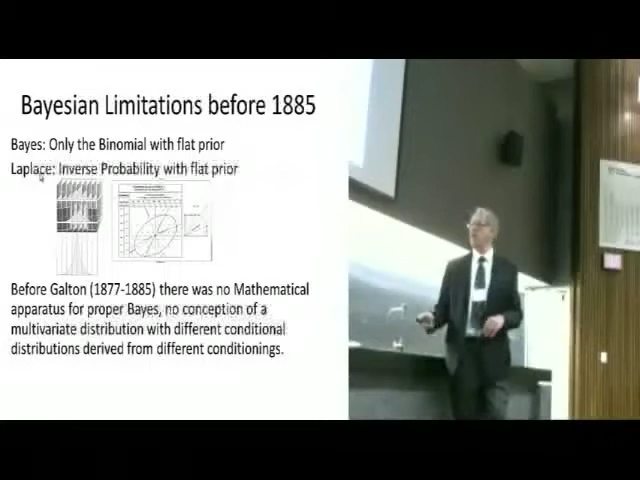 Bayesian Limitations before 1885
Bayes: Only the Binomial with flat prior
Laplace: Inverse Probability with flat prior
Before Galton (1877-1885) there was no Mathematical
apparatus for proper Bayes, no conception of a
multivariate distribution with different conditional
distributions derived from different conditionings.